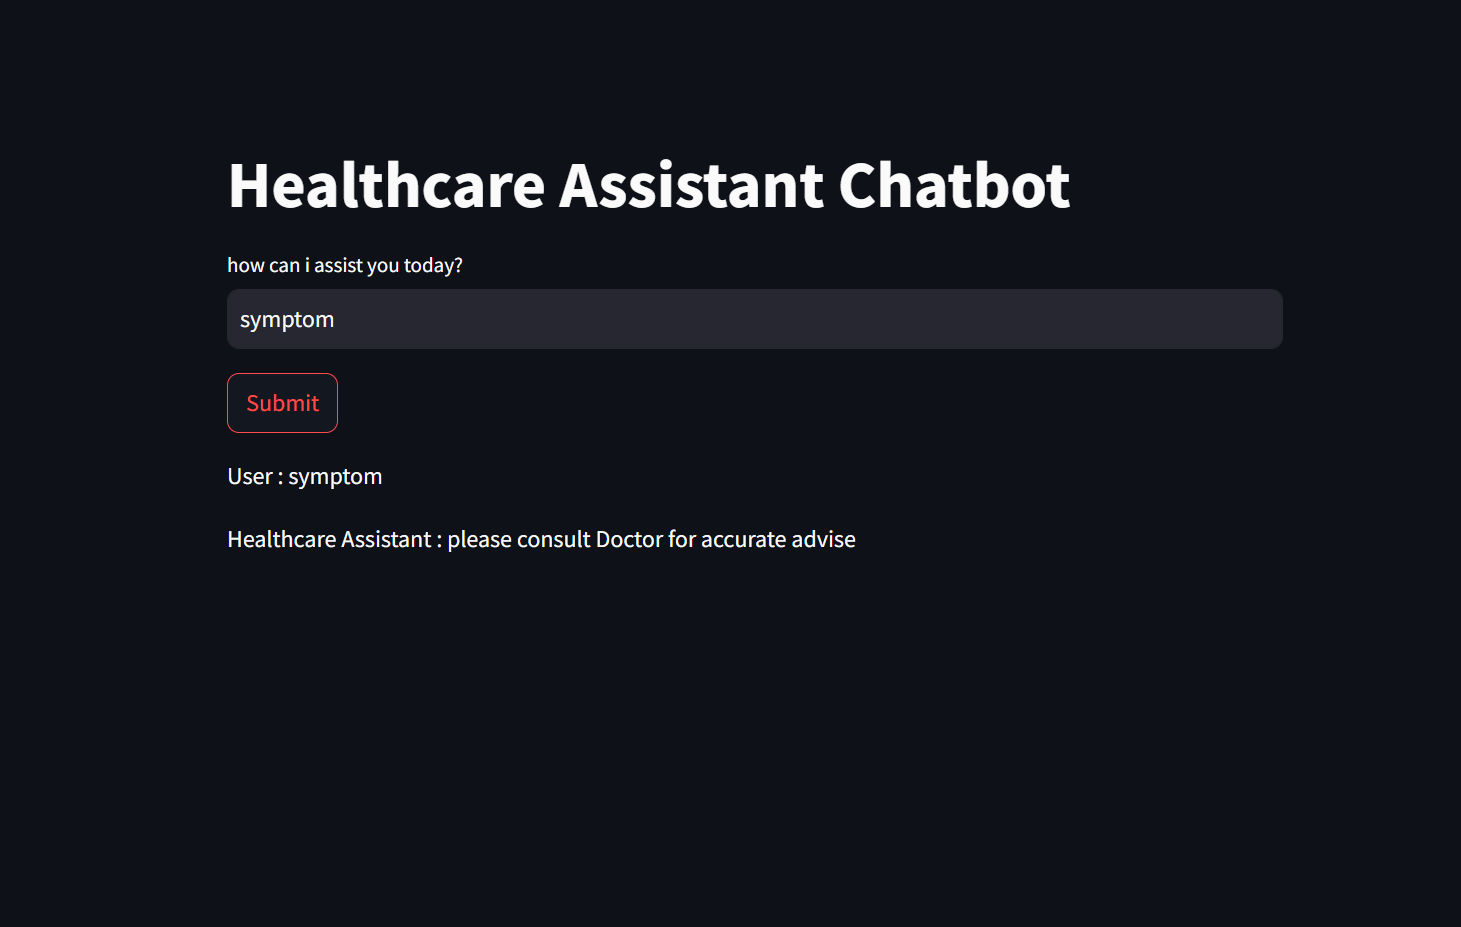 Healthcare Assistant Chatbot
how can i assist you today?
symptom
Submit
User : symptom
Healthcare Assistant : please consult Doctor for accurate advise